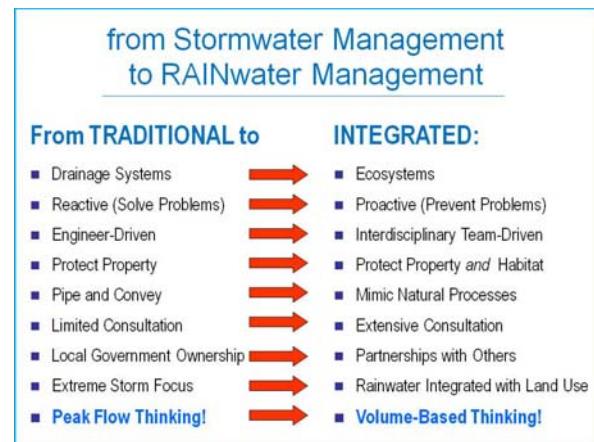 from Stormwater Management
to RAINwater Management
From TRADITIONAL to INTEGRATED:
Drainage Systems Ecosystems
Reactive (Solve Problems) Proactive (Prevent Problems)
Engineer-Driven Interdisciplinary Team-Driven
Protect Property Protect Property and Habitat
Pipe and Convey Mimic Natural Processes
Limited Consultation Extensive Consultation
Local Government Ownership Partnerships with Others
Extreme Storm Focus Rainwater Integrated with Land Use
Peak Flow Thinking! Volume-Based Thinking!